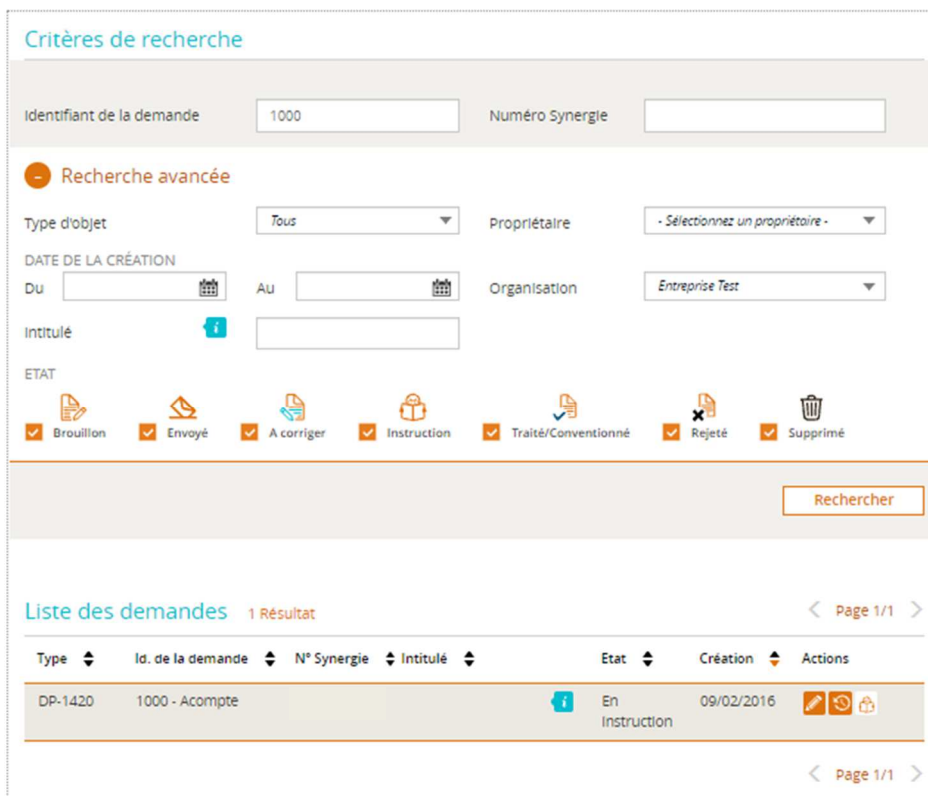 Critères de recherche
Identifiant de la demande 1000 Numéro Synergie
- Recherche avancée
Type d'objet Tous Propriétaire - Sélectionnez un propriétaire -
DATE DE LA CRÉATION
Du Au Organisation Entreprise Test
Intitulé i
ETAT
Brouillon Envoyé A corriger Instruction Traité/Conventionné Rejeté Supprimé
Rechercher
Liste des demandes 1 Résultat < Page 1/1 >
Type Id. de la demande N° Synergie Intitulé Etat Création Actions
DP-1420 1000 - Acompte i En 09/02/2016
Instruction
< Page 1/1 >